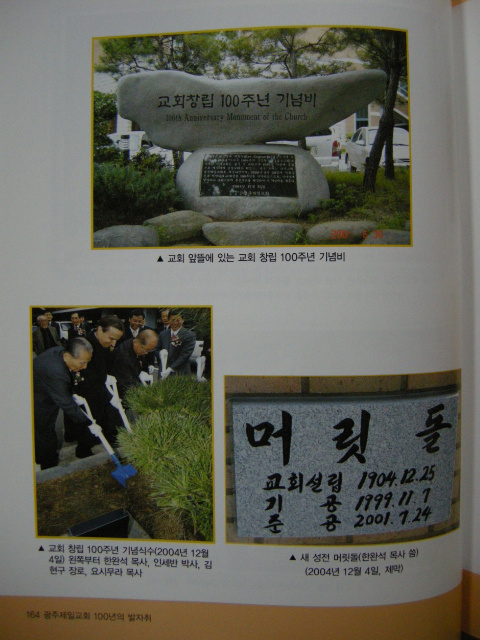 교회창립 100주년 기념비
100th Anniversary Monument of the Church
▲ 교회 앞뜰에 있는 교회 창립 100주년 기념비
▲ 교회 창립 100주년 기념식수(2004년 12월
4일) 왼쪽부터 한완석 목사, 인세반 박사, 김
현구 장로, 요시무라 목사
머릿돌
교회설립 1904.12.25
기 공 1999.11.7
준 공 2001.7.24
▲ 새 성전 머릿돌(한완석 목사 씀)
(2004년 12월 4일, 제막)
164 광주제일교회 100년의 발자취